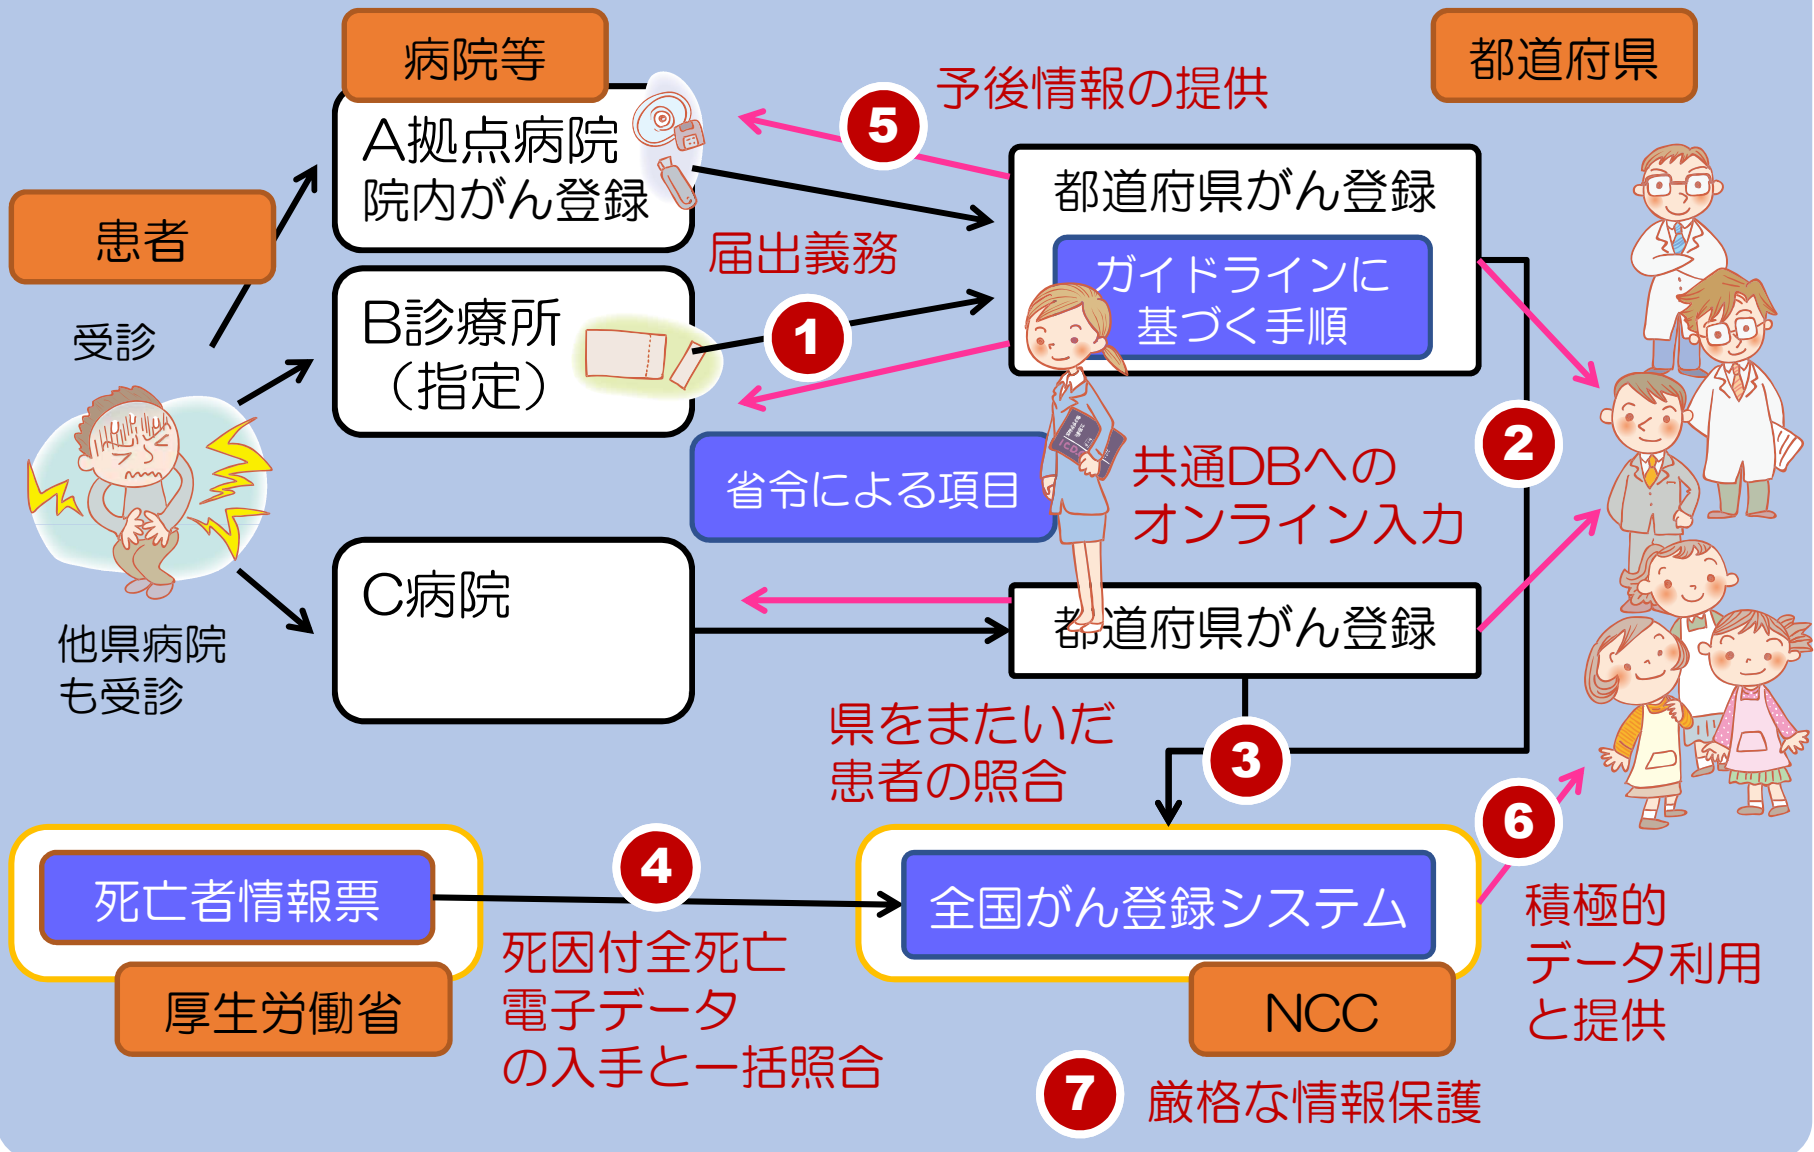 病院等
都道府県
患者
A拠点病院
院内がん登録
5
予後情報の提供
都道府県がん登録
ガイドラインに
基づく手順
届出義務
受診
B診療所
（指定）
1
2
省令による項目
共通DBへの
オンライン入力
C病院
都道府県がん登録
他県病院
も受診
県をまたいだ
患者の照合
3
6
死亡者情報票
厚生労働省
4
死因付全死亡
電子データ
の入手と一括照合
全国がん登録システム
NCC
積極的
データ利用
と提供
7
厳格な情報保護